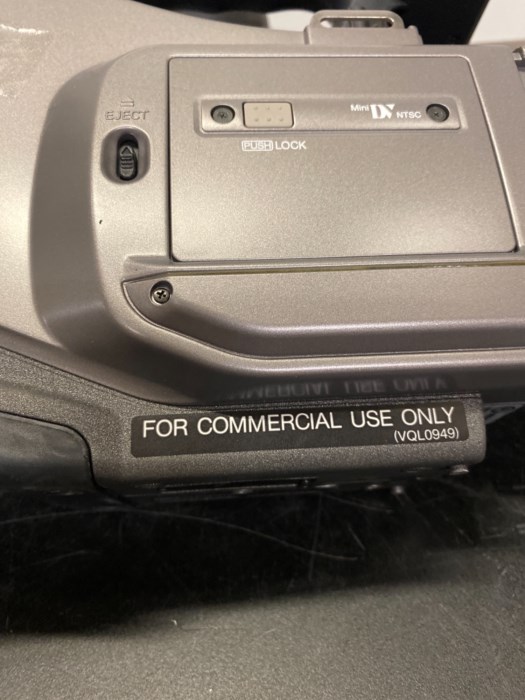 EJECT
Mini DV NTSC
PUSH LOCK
FOR COMMERCIAL USE ONLY
(VQL0949)